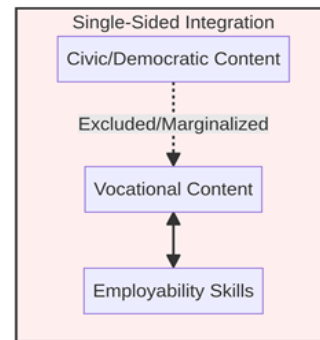 Single-Sided Integration
Civic/Democratic Content
Excluded/Marginalized
Vocational Content
Employability Skills